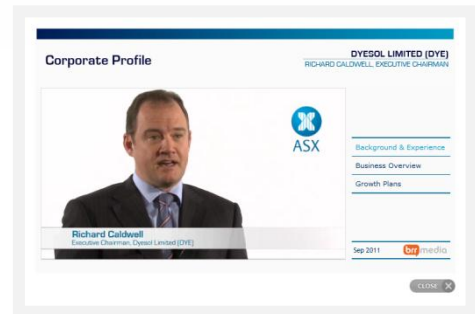 Corporate Profile
DYESOL LIMITED (DYE)
RICHARD CALDWELL, EXECUTIVE CHAIRMAN
ASX
Background & Experience
Business Overview
Growth Plans
Richard Caldwell
Executive Chairman, Dyesol Limited (DYE)
Sep 2011
brr media
CLOSE X